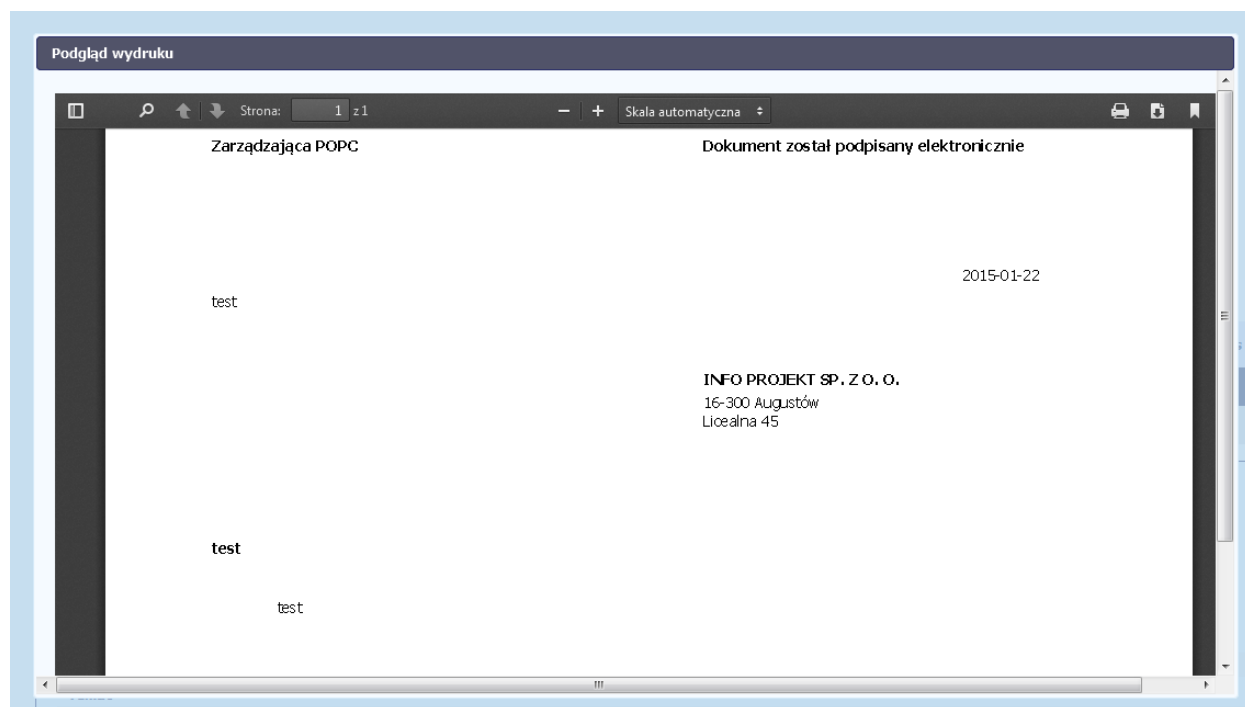 Podgląd wydruku
Strona: 1 z 1 Skala automatyczna
Zarządzająca POPC Dokument został podpisany elektronicznie
2015-01-22
test
INFO PROJEKT SP. Z O. O.
16-300 Augustów
Licealna 45
test
test